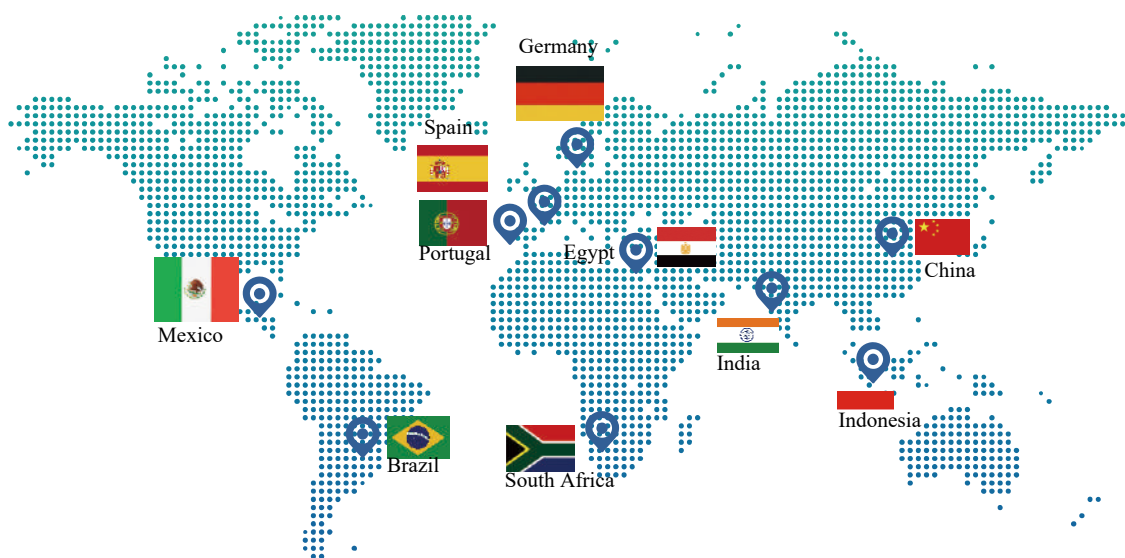 Germany
Spain
Portugal
Egypt
China
Mexico
India
Indonesia
Brazil
South Africa